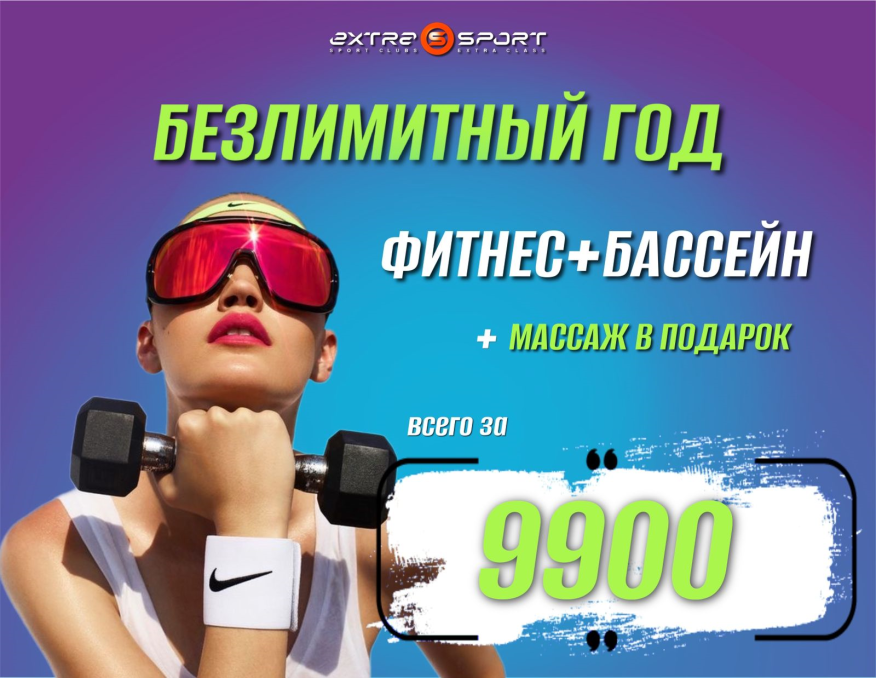 EXTRA S SPORT
SPORT CLUBS EXTRA CLASS
БЕЗЛИМИТНЫЙ ГОД
ФИТНЕС+БАССЕЙН
+ МАССАЖ В ПОДАРОК
всего за
“
9900
”